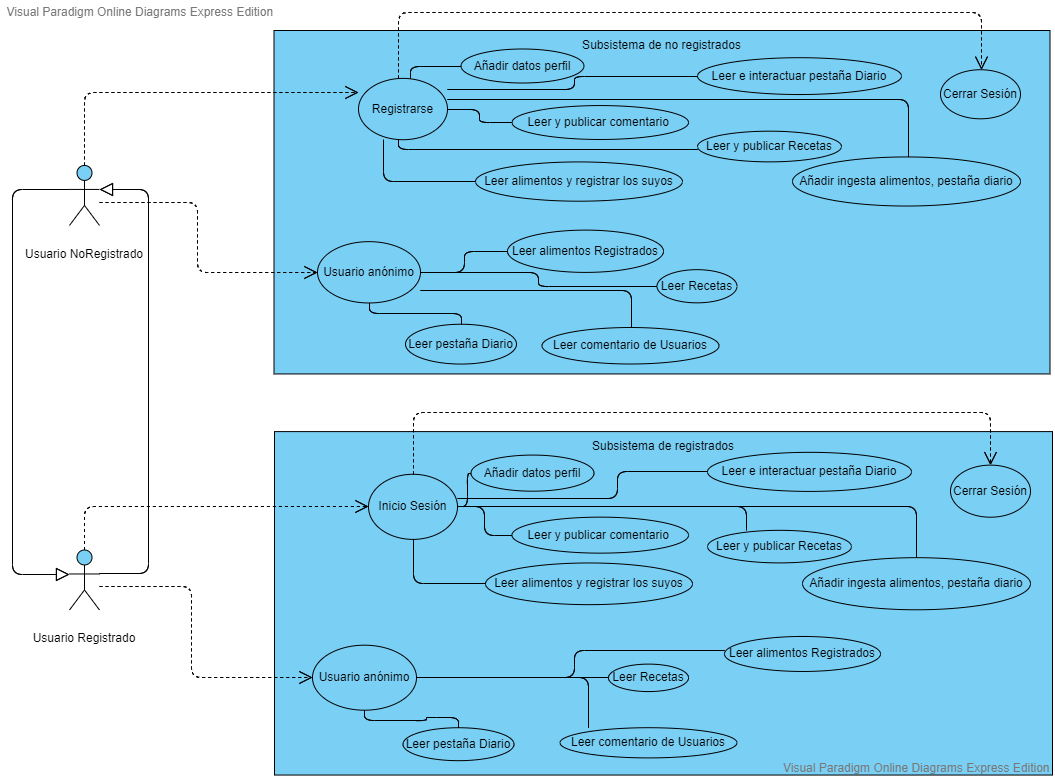 Visual Paradigm Online Diagrams Express Edition
Subsistema de no registrados
Añadir datos perfil
Leer e interactuar pestaña Diario
Cerrar Sesión
Registrarse
Leer y publicar comentario
Leer y publicar Recetas
Leer alimentos y registrar los suyos
Añadir ingesta alimentos, pestaña diario
Usuario NoRegistrado
Leer alimentos Registrados
Usuario anónimo
Leer Recetas
Leer pestaña Diario
Leer comentario de Usuarios
Subsistema de registrados
Añadir datos perfil
Leer e interactuar pestaña Diario
Cerrar Sesión
Inicio Sesión
Leer y publicar comentario
Leer y publicar Recetas
Leer alimentos y registrar los suyos
Añadir ingesta alimentos, pestaña diario
Usuario Registrado
Leer alimentos Registrados
Usuario anónimo
Leer Recetas
Leer pestaña Diario
Leer comentario de Usuarios
Visual Paradigm Online Diagrams Express Edition